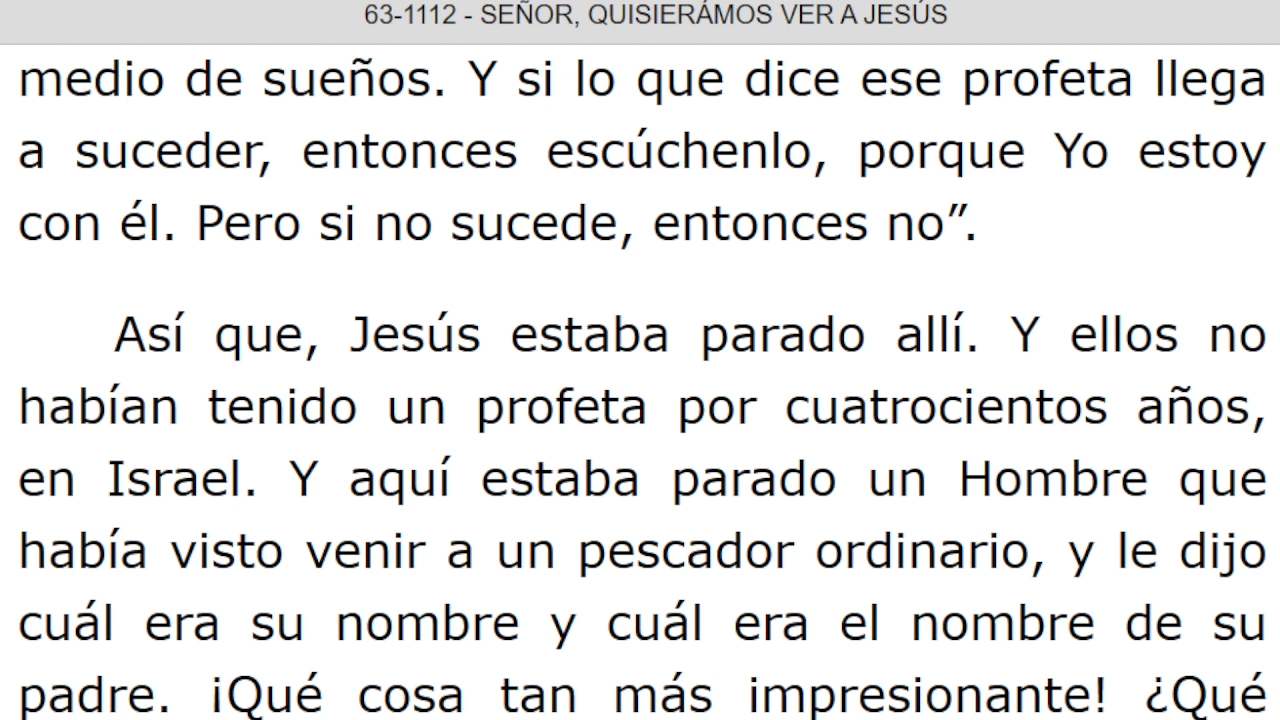 63-1112 - SEÑOR, QUISIERÁMOS VER A JESÚS
medio de sueños. Y si lo que dice ese profeta llega
a suceder, entonces escúchenlo, porque Yo estoy
con él. Pero si no sucede, entonces no”.
Así que, Jesús estaba parado allí. Y ellos no
habían tenido un profeta por cuatrocientos años,
en Israel. Y aquí estaba parado un Hombre que
había visto venir a un pescador ordinario, y le dijo
cuál era su nombre y cuál era el nombre de su
padre. ¡Qué cosa tan más impresionante! ¿Qué